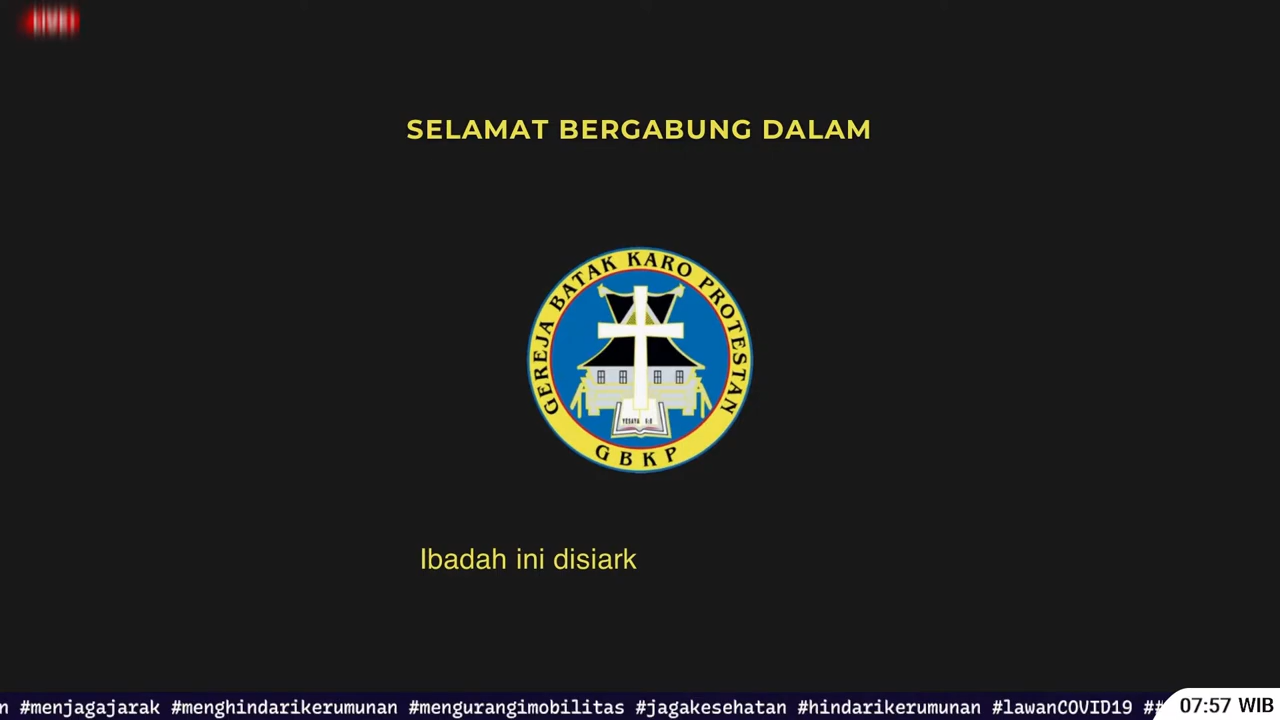 SELAMAT BERGABUNG DALAM
GEREJA BATAK KARO PROTESTAN
GBKP
Ibadah ini disiark
n #menjagajarak #menghindarikerumunan #mengurangimobilitas #jagakesehatan #hindarikerumunan #lawanCOVID19 ##
07:57 WIB